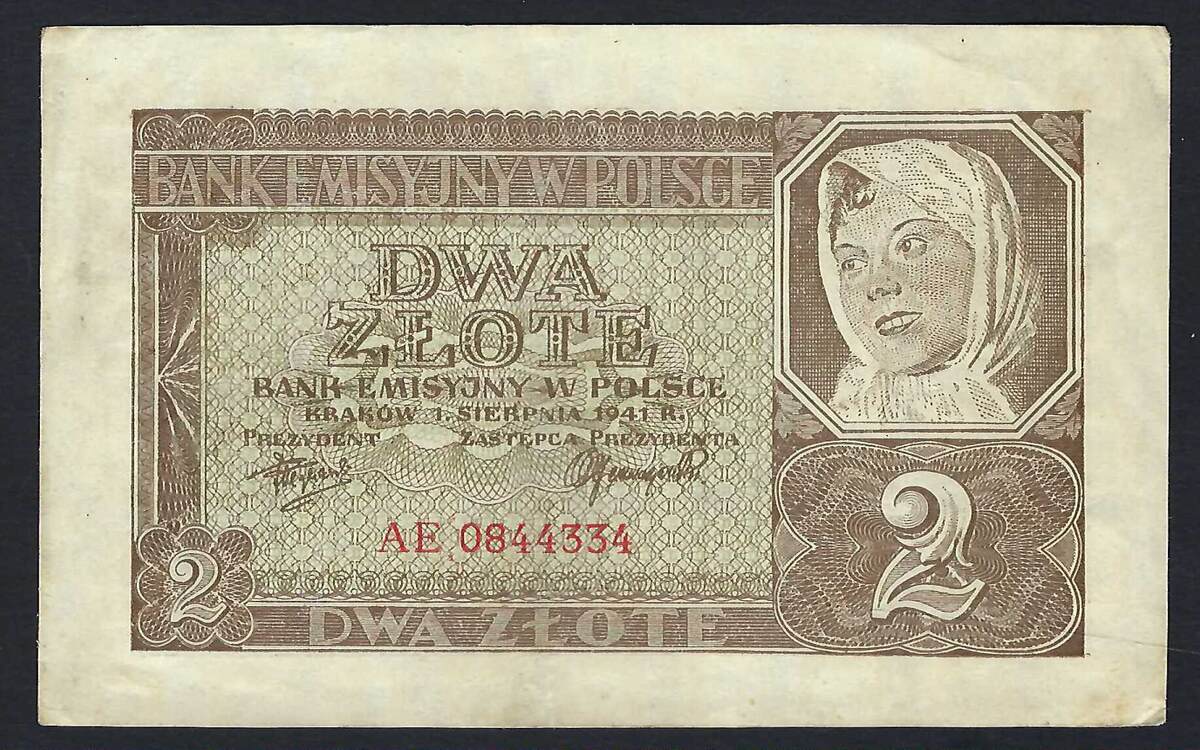 BANK EMISYJNY W POLSCE
DWA
ZŁOTE
BANK EMISYJNY W POLSCE
KRAKÓW 1. SIERPNIA 1941 R.
PREZYDENT ZASTĘPCA PREZYDENTA
AE 0844334
2
2
DWA ZŁOTE